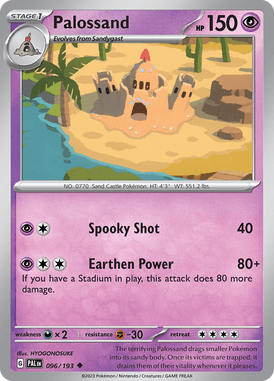 STAGE 1
Palossand
HP 150
Evolves from Sandygast
NO. 0770 Sand Castle Pokémon HT: 4'3" WT: 551.2 lbs.
Spooky Shot 40
Earthen Power 80+
If you have a Stadium in play, this attack does 80 more
damage.
weakness ×2 resistance -30 retreat
Illus. HYOGONOSUKE
G PAL EN 096/193
The terrifying Palossand drags smaller Pokémon
into its sandy body. Once its victims are trapped, it
drains them of their vitality whenever it pleases.
©2023 Pokémon / Nintendo / Creatures / GAME FREAK